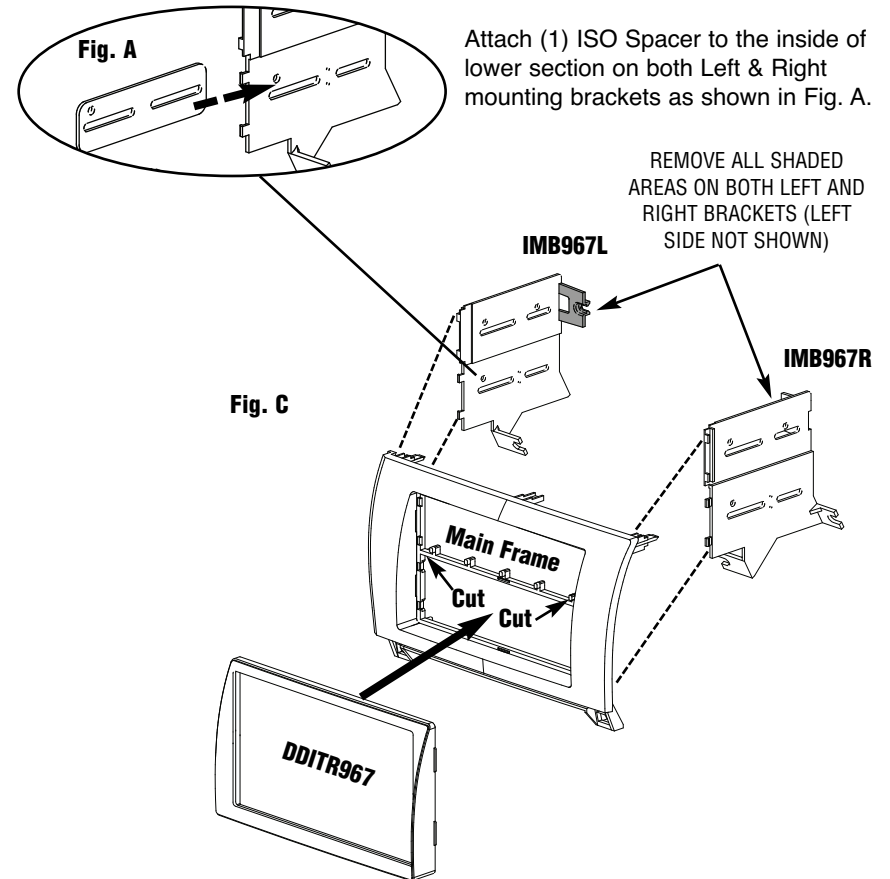 Fig. A
Attach (1) ISO Spacer to the inside of
lower section on both Left & Right
mounting brackets as shown in Fig. A.
REMOVE ALL SHADED
AREAS ON BOTH LEFT AND
RIGHT BRACKETS (LEFT
SIDE NOT SHOWN)
IMB967L
IMB967R
Fig. C
Main Frame
Cut
Cut
DDITR967